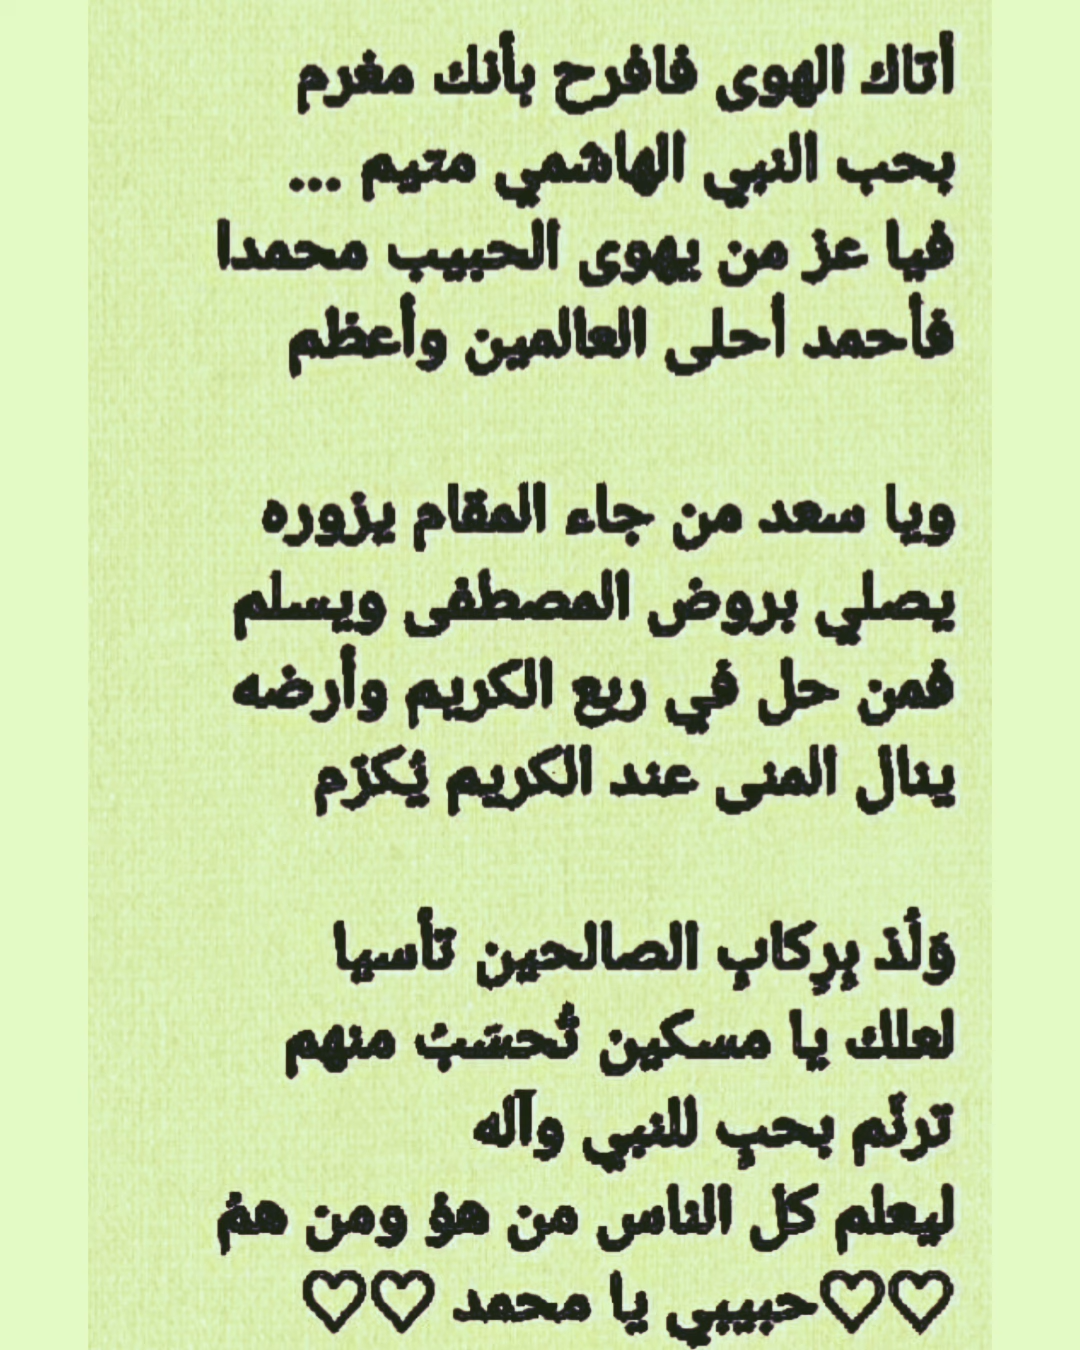 أتاك الهوى فافرح بأنك مغرم
بحب النبي الهاشمي متيم ...
فيا عز من يهوى الحبيب محمدا
فأحمد أحلى العالمين وأعظم
ويا سعد من جاء المقام يزوره
يصلي بروض المصطفى ويسلم
فمن حل في ربع الكريم وأرضه
ينال المنى عند الكريم يُكرَم
وَلُذ بِرِكابِ الصالحين تأسيا
لعلك يا مسكين تُحسَبُ منهم
ترنّم بحبٍ للنبي وآله
ليعلم كل الناس من هوُ ومن همُ
♡♡حبيبي يا محمد ♡♡